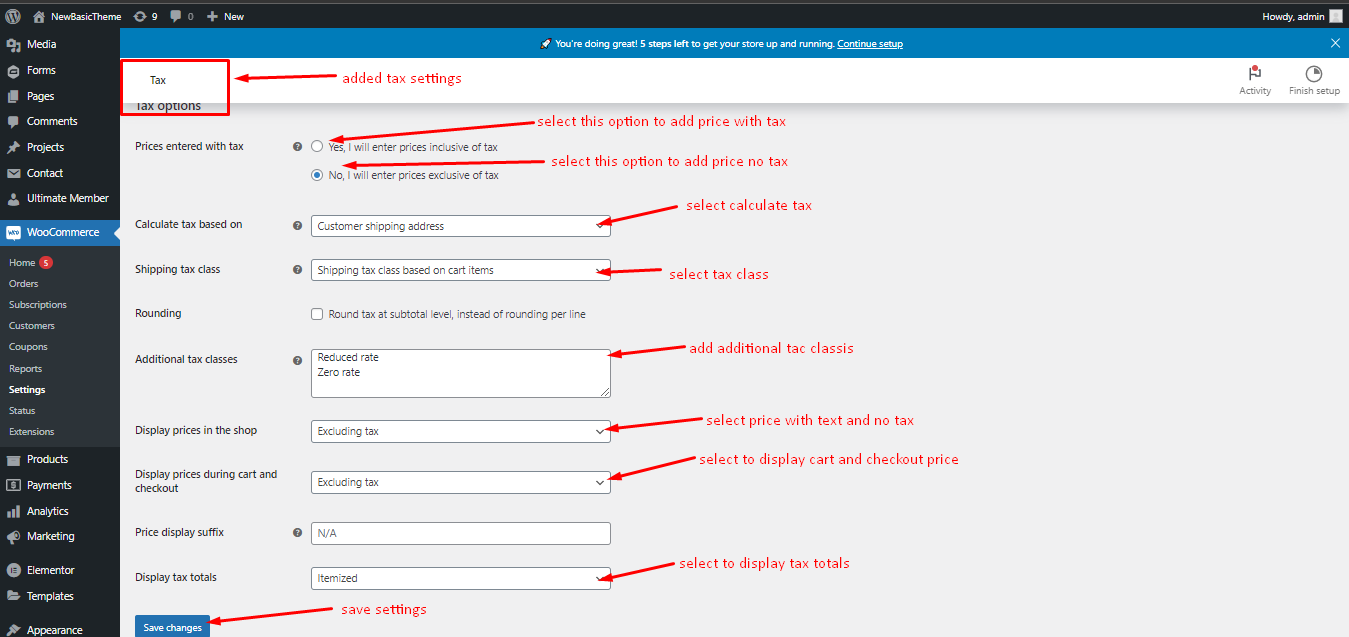 NewBasicTheme 9 0 New Howdy, admin
Media
Forms
Pages
Comments
Projects
Contact
Ultimate Member
WooCommerce
Home 5
Orders
Subscriptions
Customers
Coupons
Reports
Settings
Status
Extensions
Products
Payments
Analytics
Marketing
Elementor
Templates
Appearance
You're doing great! 5 steps left to get your store up and running. Continue setup
Tax
added tax settings
Activity
Finish setup
Tax options
select this option to add price with tax
Prices entered with tax
Yes, I will enter prices inclusive of tax
select this option to add price no tax
No, I will enter prices exclusive of tax
select calculate tax
Calculate tax based on
Customer shipping address
Shipping tax class
Shipping tax class based on cart items
select tax class
Rounding
Round tax at subtotal level, instead of rounding per line
Additional tax classes
Reduced rate
Zero rate
add additional tac classis
Display prices in the shop
Excluding tax
select price with text and no tax
Display prices during cart and
checkout
Excluding tax
select to display cart and checkout price
Price display suffix
N/A
Display tax totals
Itemized
select to display tax totals
Save changes
save settings